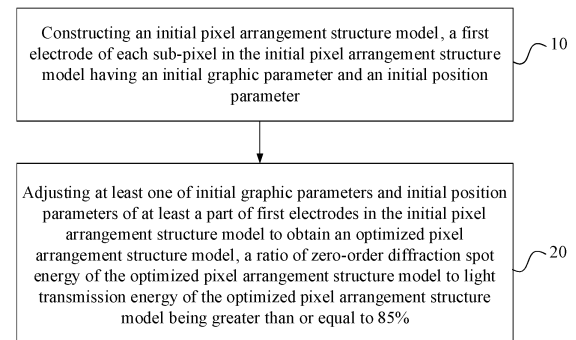 Constructing an initial pixel arrangement structure model, a first
electrode of each sub-pixel in the initial pixel arrangement structure
model having an initial graphic parameter and an initial position
parameter
10
Adjusting at least one of initial graphic parameters and initial position
parameters of at least a part of first electrodes in the initial pixel
arrangement structure model to obtain an optimized pixel
arrangement structure model, a ratio of zero-order diffraction spot
energy of the optimized pixel arrangement structure model to light
transmission energy of the optimized pixel arrangement structure
model being greater than or equal to 85%
20